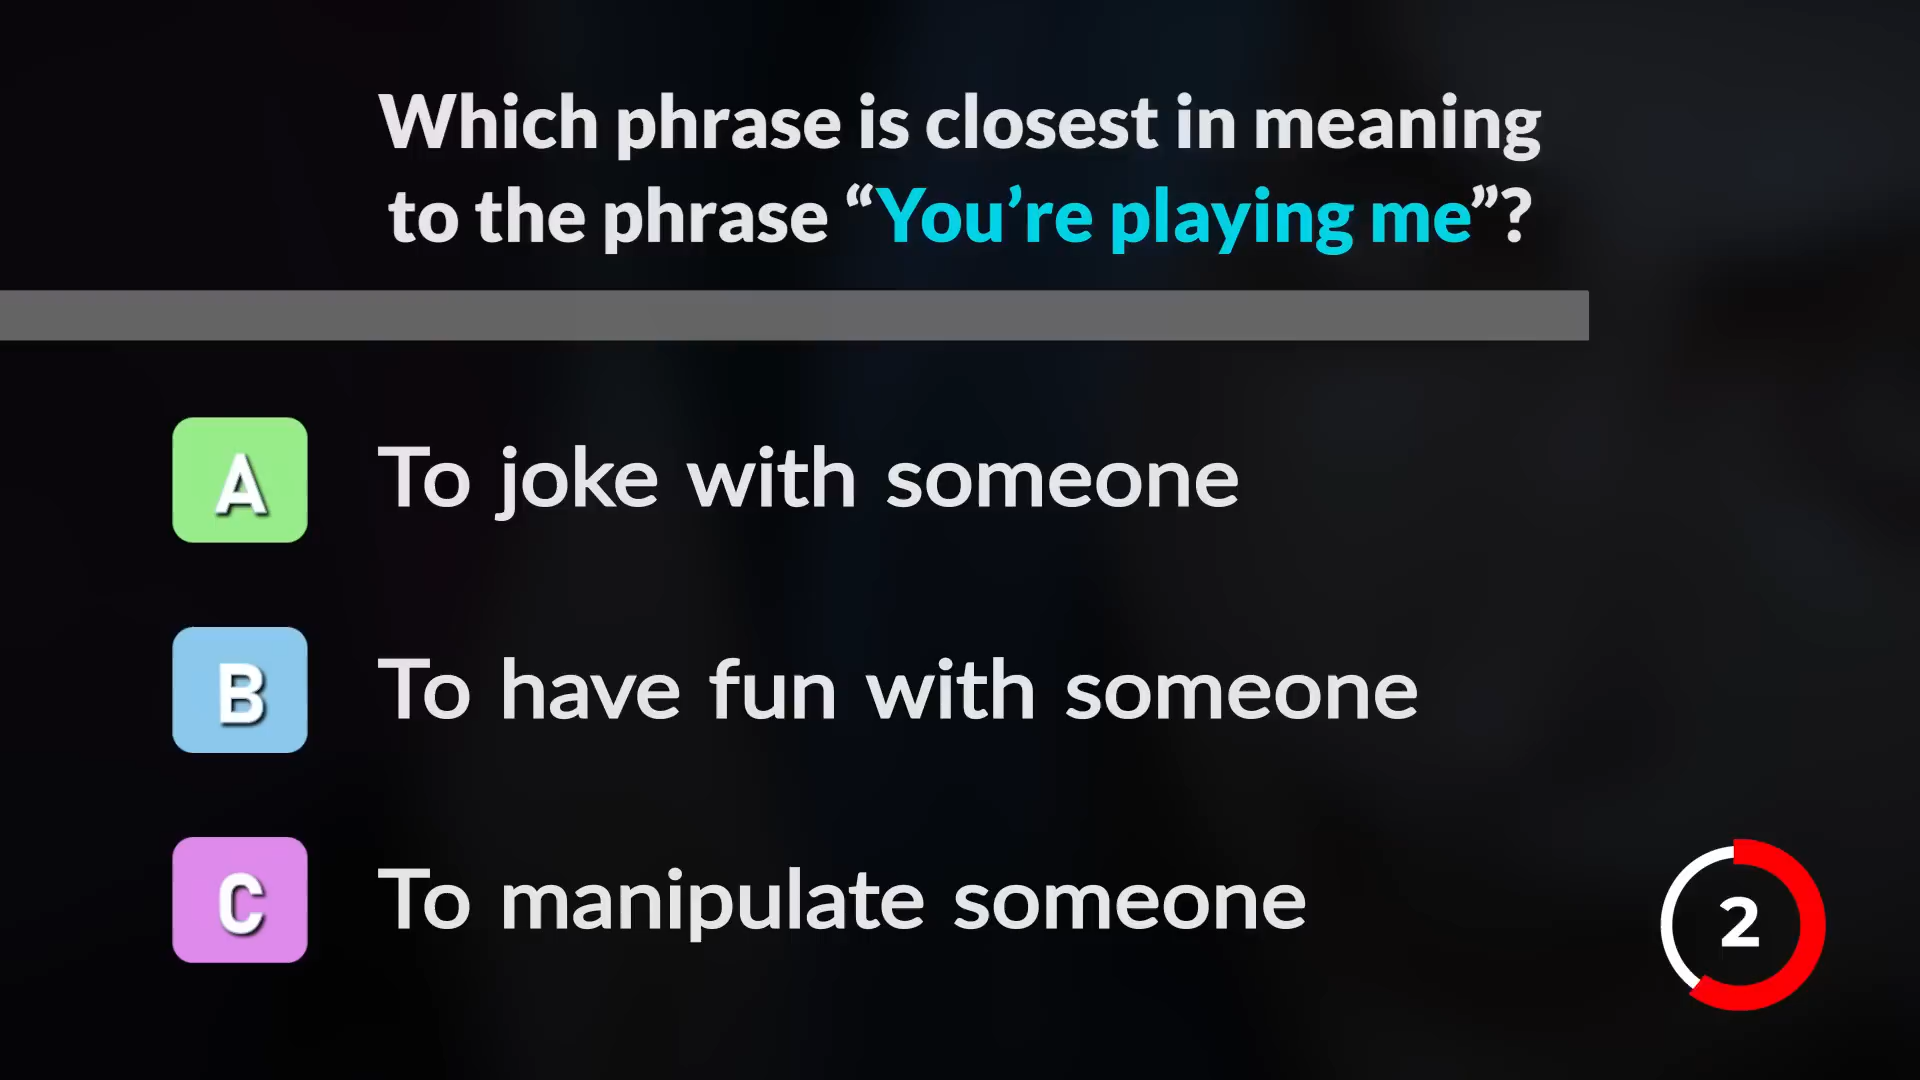 Which phrase is closest in meaning
to the phrase “You’re playing me”?
A To joke with someone
B To have fun with someone
C To manipulate someone
2